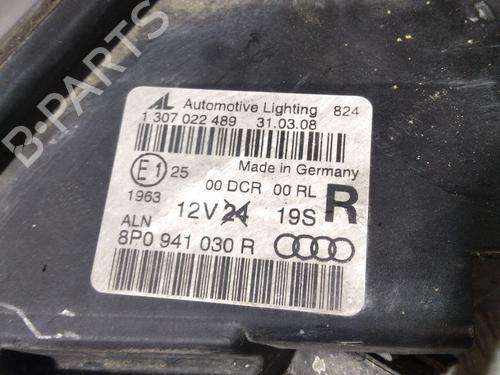 AL Automotive Lighting 824
1 307 022 489 31.03.08
Made in Germany
E1 25
1963
00 DCR 00 RL
R
12V 24 19S
ALN
8P0 941 030 R
B-PARTS